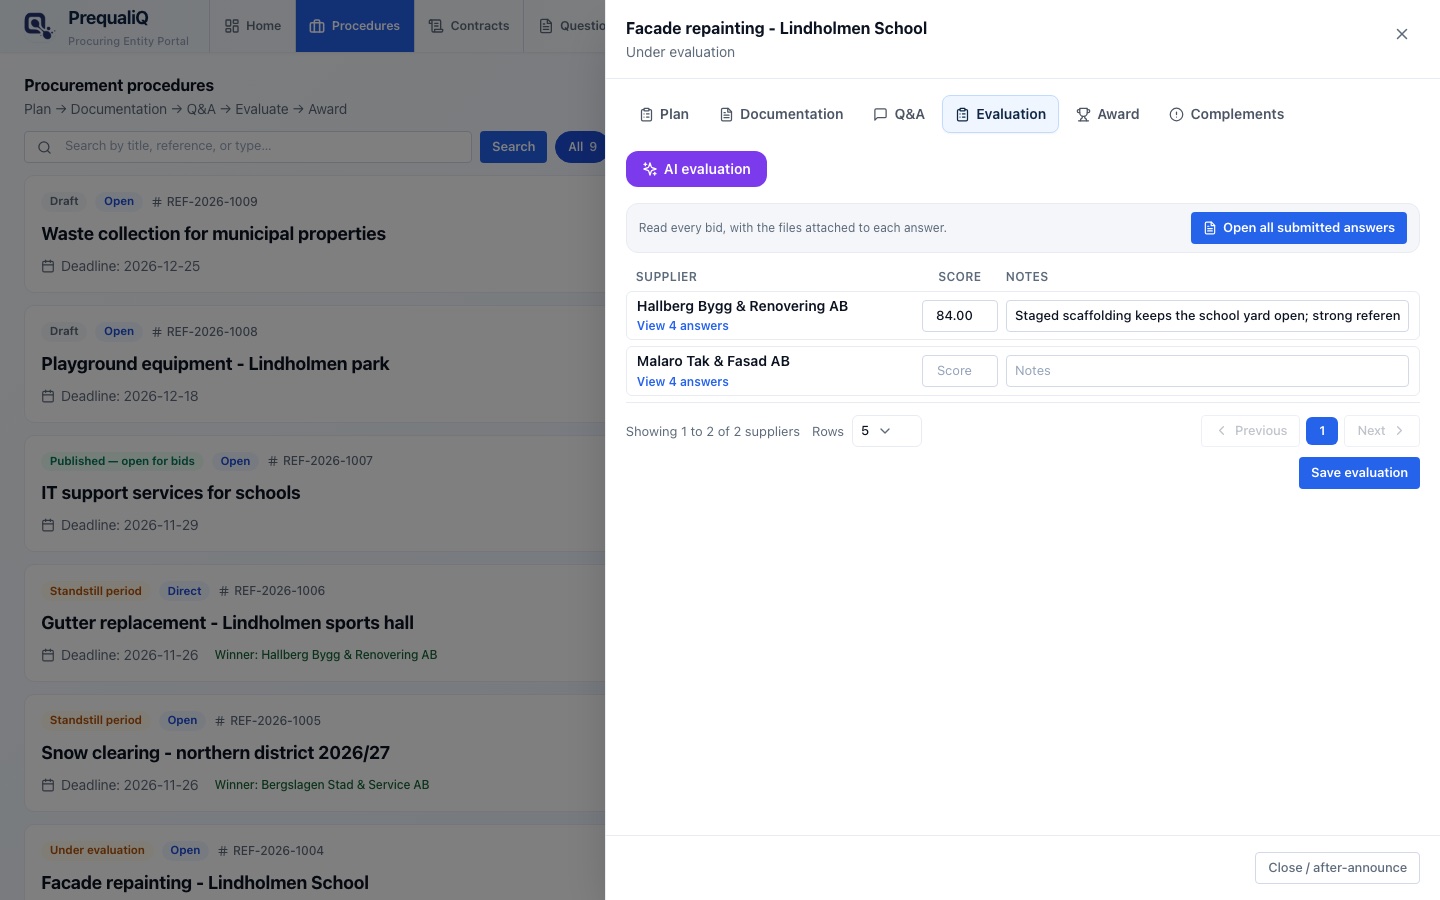 PrequaliQ
Procuring Entity Portal
Home
Procedures
Contracts
Questio
Procurement procedures
Plan → Documentation → Q&A → Evaluate → Award
Search by title, reference, or type...
Search
All 9
Draft Open # REF-2026-1009
Waste collection for municipal properties
Deadline: 2026-12-25
Draft Open # REF-2026-1008
Playground equipment - Lindholmen park
Deadline: 2026-12-18
Published — open for bids Open # REF-2026-1007
IT support services for schools
Deadline: 2026-11-29
Standstill period Direct # REF-2026-1006
Gutter replacement - Lindholmen sports hall
Deadline: 2026-11-26 Winner: Hallberg Bygg & Renovering AB
Standstill period Open # REF-2026-1005
Snow clearing - northern district 2026/27
Deadline: 2026-11-26 Winner: Bergslagen Stad & Service AB
Under evaluation Open # REF-2026-1004
Facade repainting - Lindholmen School
Facade repainting - Lindholmen School
Under evaluation
Plan
Documentation
Q&A
Evaluation
Award
Complements
AI evaluation
Read every bid, with the files attached to each answer.
Open all submitted answers
SUPPLIER SCORE NOTES
Hallberg Bygg & Renovering AB
View 4 answers
84.00
Staged scaffolding keeps the school yard open; strong referen
Malaro Tak & Fasad AB
View 4 answers
Score
Notes
Showing 1 to 2 of 2 suppliers Rows 5
Previous 1 Next
Save evaluation
Close / after-announce